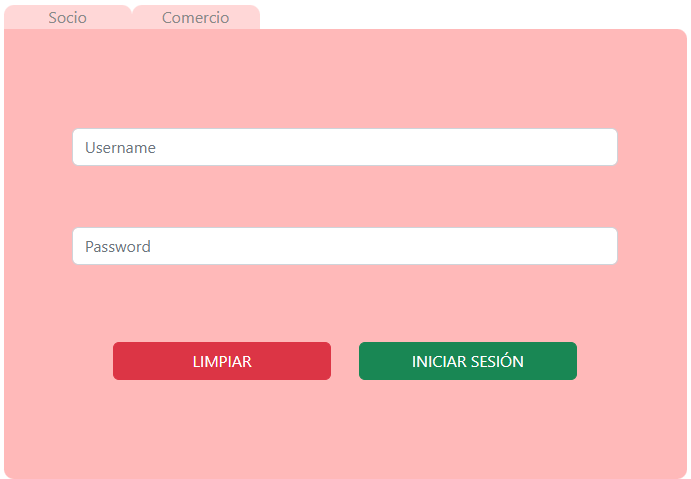 Socio Comercio
Username
Password
LIMPIAR INICIAR SESIÓN